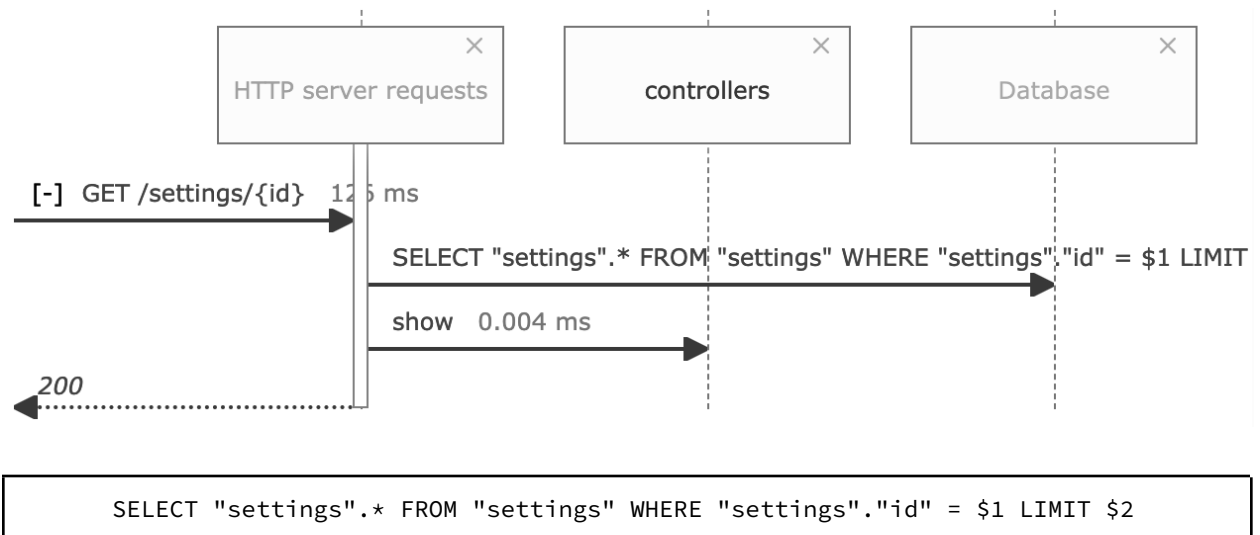 HTTP server requests
controllers
Database
[-] GET /settings/{id} 126 ms
SELECT "settings".* FROM "settings" WHERE "settings"."id" = $1 LIMIT
show 0.004 ms
200
SELECT "settings".* FROM "settings" WHERE "settings"."id" = $1 LIMIT $2